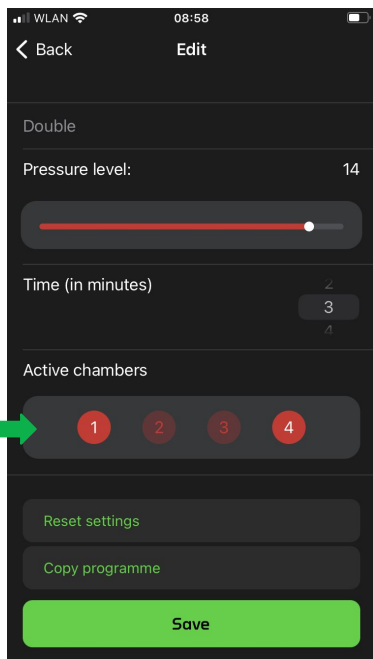 WLAN 08:58
Back Edit
Double
Pressure level: 14
2
Time (in minutes) 3
4
Active chambers
1 2 3 4
Reset settings
Copy programme
Save